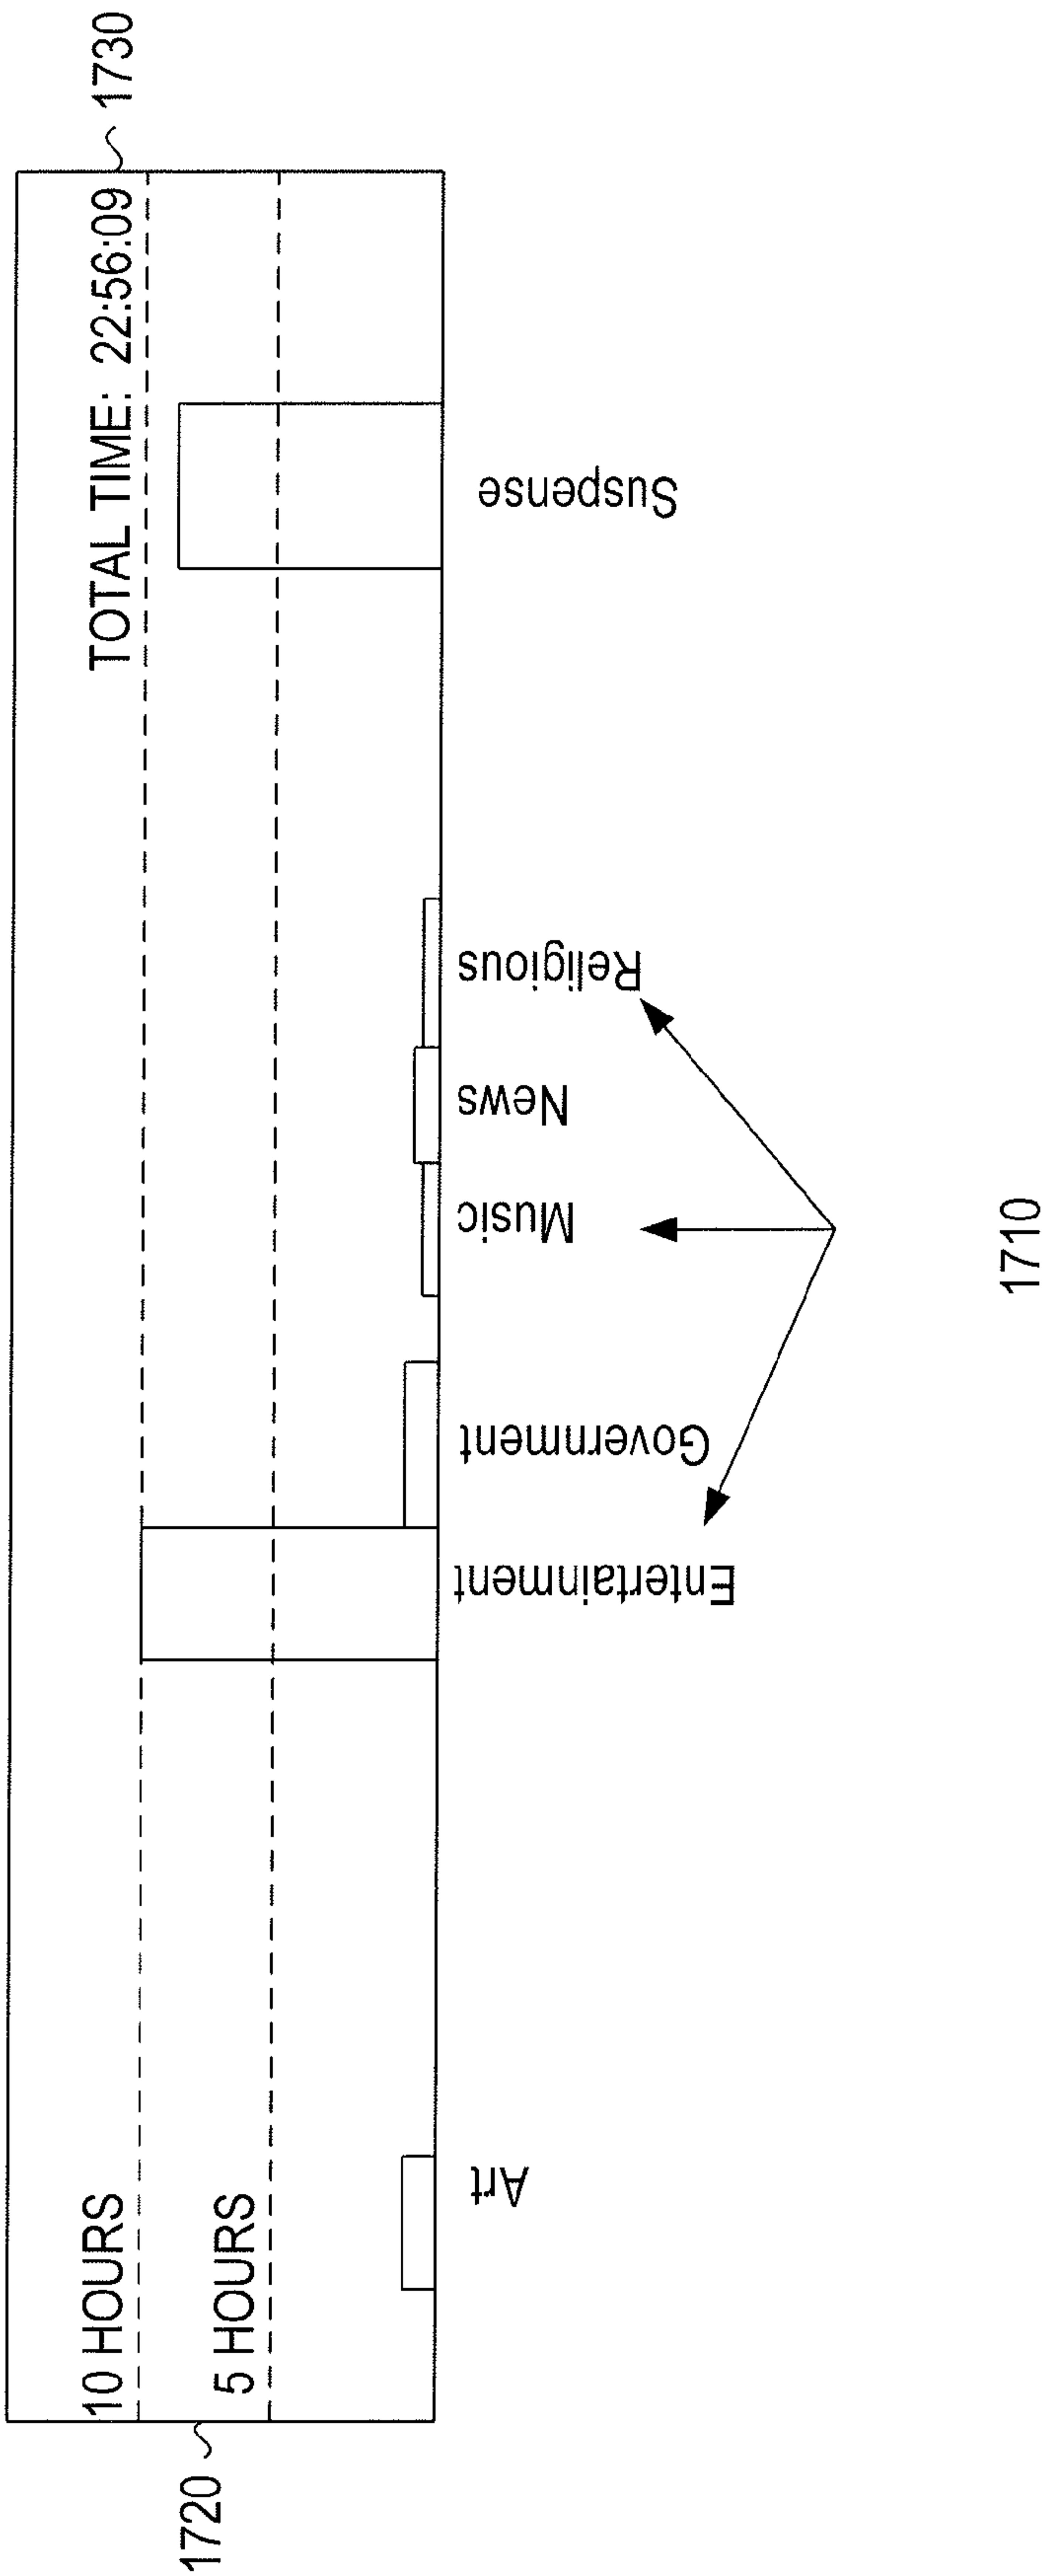 TOTAL TIME: 22:56:09
1730
10 HOURS
1720
5 HOURS
Art
Entertainment
Government
Music
News
Religious
Suspense
1710